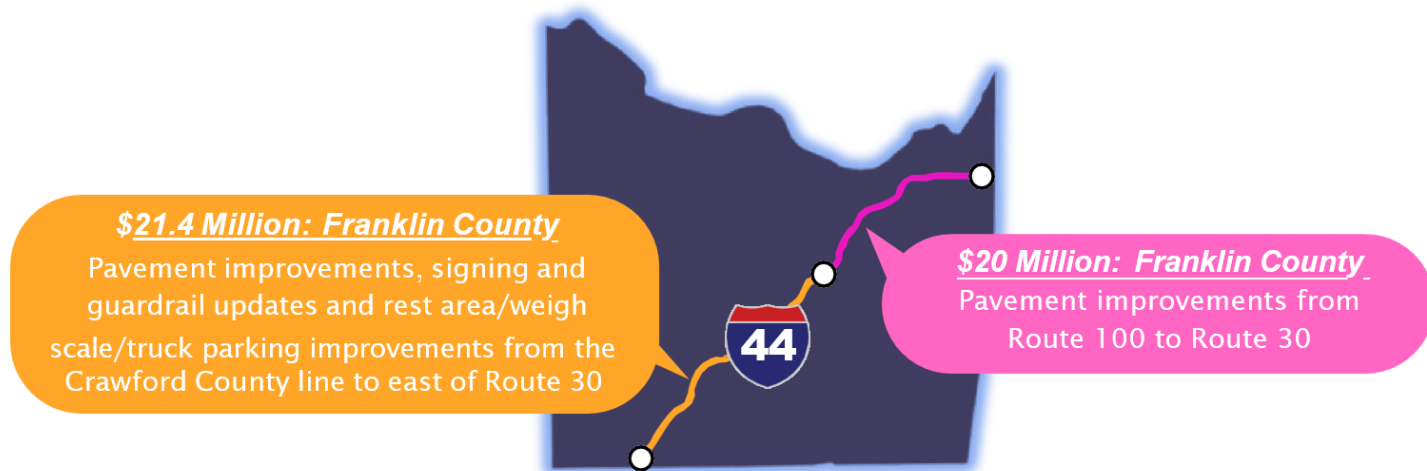 $21.4 Million: Franklin County
Pavement improvements, signing and
guardrail updates and rest area/weigh
scale/truck parking improvements from the
Crawford County line to east of Route 30
44
$20 Million: Franklin County
Pavement improvements from
Route 100 to Route 30